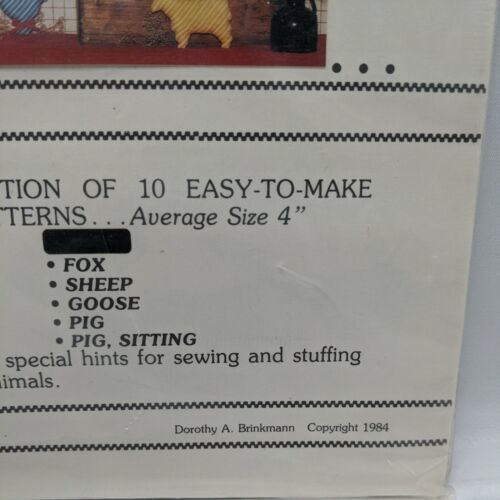 • • •
TION OF 10 EASY-TO-MAKE
TTERNS...Average Size 4"
• FOX
• SHEEP
• GOOSE
• PIG
• PIG, SITTING
special hints for sewing and stuffing
imals.
Dorothy A. Brinkmann Copyright 1984